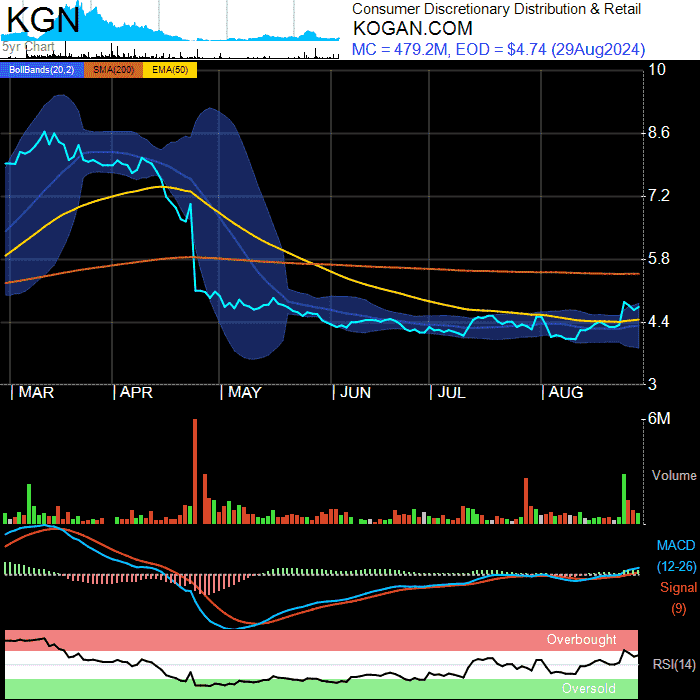 KGN
5yr Chart
Consumer Discretionary Distribution & Retail
KOGAN.COM
MC = 479.2M, EOD = $4.74 (29Aug2024)
BollBands(20,2) SMA(200) EMA(50)
10
8.6
7.2
5.8
4.4
3
MAR APR MAY JUN JUL AUG
6M
Volume
MACD
(12-26)
Signal
(9)
Overbought
RSI(14)
Oversold